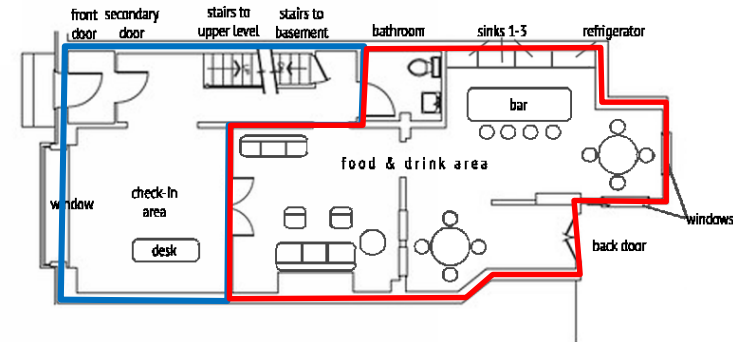 front door
secondary door
stairs to upper level
stairs to basement
bathroom
sinks 1-3
refrigerator
bar
food & drink area
window
check-in area
desk
windows
back door